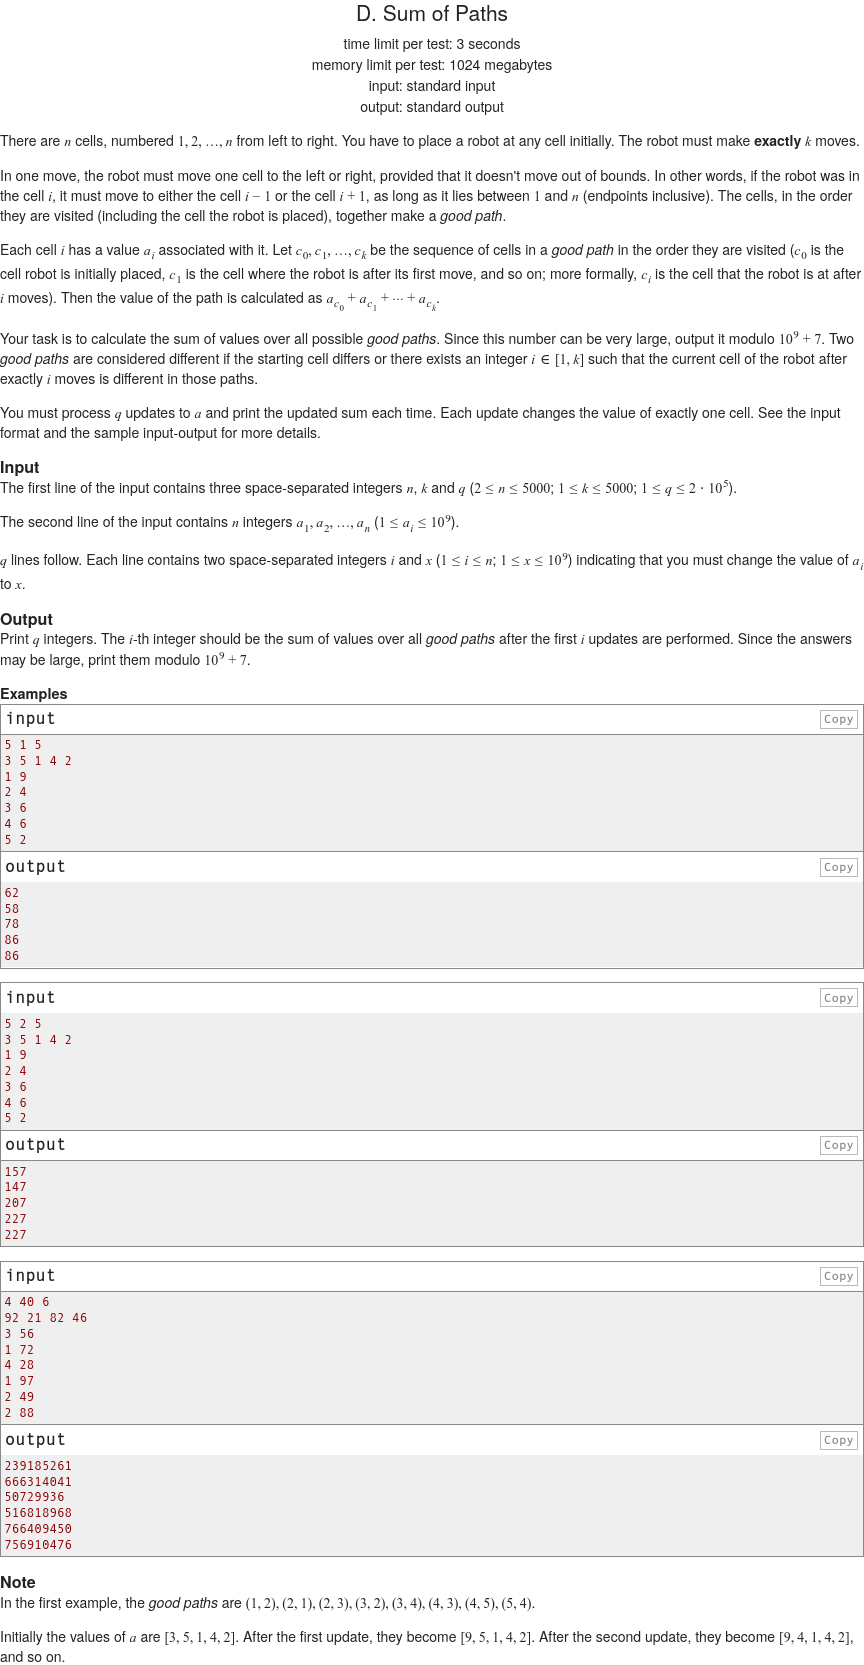 D. Sum of Paths
time limit per test: 3 seconds
memory limit per test: 1024 megabytes
input: standard input
output: standard output
There are n cells, numbered 1, 2, …, n from left to right. You have to place a robot at any cell initially. The robot must make exactly k moves.
In one move, the robot must move one cell to the left or right, provided that it doesn't move out of bounds. In other words, if the robot was in
the cell i, it must move to either the cell i − 1 or the cell i + 1, as long as it lies between 1 and n (endpoints inclusive). The cells, in the order
they are visited (including the cell the robot is placed), together make a good path.
Each cell i has a value a_i associated with it. Let c_0, c_1, …, c_k be the sequence of cells in a good path in the order they are visited (c_0 is the
cell robot is initially placed, c_1 is the cell where the robot is after its first move, and so on; more formally, c_i is the cell that the robot is at after
i moves). Then the value of the path is calculated as a_{c_0} + a_{c_1} + ⋯ + a_{c_k}.
Your task is to calculate the sum of values over all possible good paths. Since this number can be very large, output it modulo 10^9 + 7. Two
good paths are considered different if the starting cell differs or there exists an integer i ∈ [1, k] such that the current cell of the robot after
exactly i moves is different in those paths.
You must process q updates to a and print the updated sum each time. Each update changes the value of exactly one cell. See the input
format and the sample input-output for more details.
Input
The first line of the input contains three space-separated integers n, k and q (2 ≤ n ≤ 5000; 1 ≤ k ≤ 5000; 1 ≤ q ≤ 2 · 10^5).
The second line of the input contains n integers a_1, a_2, …, a_n (1 ≤ a_i ≤ 10^9).
q lines follow. Each line contains two space-separated integers i and x (1 ≤ i ≤ n; 1 ≤ x ≤ 10^9) indicating that you must change the value of a_i
to x.
Output
Print q integers. The i-th integer should be the sum of values over all good paths after the first i updates are performed. Since the answers
may be large, print them modulo 10^9 + 7.
Examples
input Copy
5 1 5
3 5 1 4 2
1 9
2 4
3 6
4 6
5 2
output Copy
62
58
78
86
86
input Copy
5 2 5
3 5 1 4 2
1 9
2 4
3 6
4 6
5 2
output Copy
157
147
207
227
227
input Copy
4 40 6
92 21 82 46
3 56
1 72
4 28
1 97
2 49
2 88
output Copy
239185261
666314041
50729936
516818968
766409450
756910476
Note
In the first example, the good paths are (1, 2), (2, 1), (2, 3), (3, 2), (3, 4), (4, 3), (4, 5), (5, 4).
Initially the values of a are [3, 5, 1, 4, 2]. After the first update, they become [9, 5, 1, 4, 2]. After the second update, they become [9, 4, 1, 4, 2],
and so on.